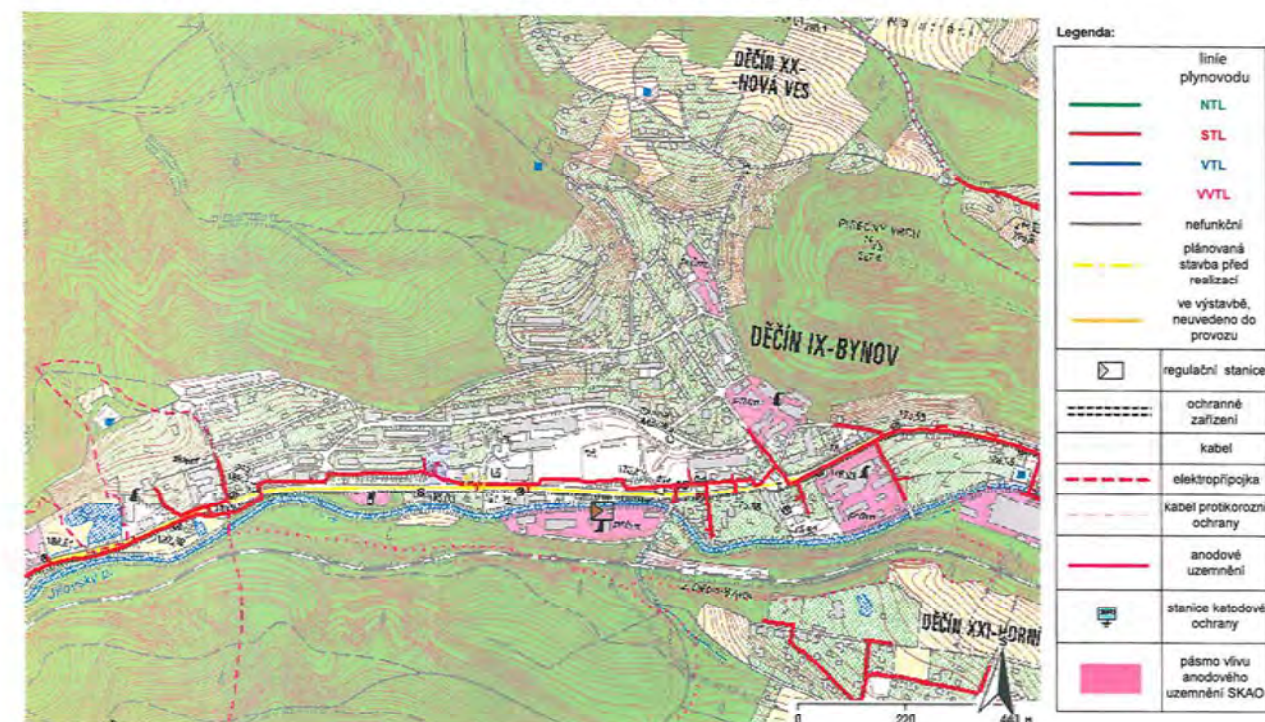 DĚČÍN XX-
-NOVÁ VES
DĚČÍN IX-BYNOV
DĚČÍN XXI-HORNÍ
0 220 441 m
Legenda:
linie
plynovodu
NTL
STL
VTL
VVTL
nefunkční
plánovaná
stavba před
realizací
ve výstavbě,
neuvedeno do
provozu
regulační stanice
ochranné
zařízení
kabel
elektropřípojka
kabel protikorozní
ochrany
anodové
uzemnění
stanice katodové
ochrany
pásmo vlivu
anodového
uzemnění SKAO